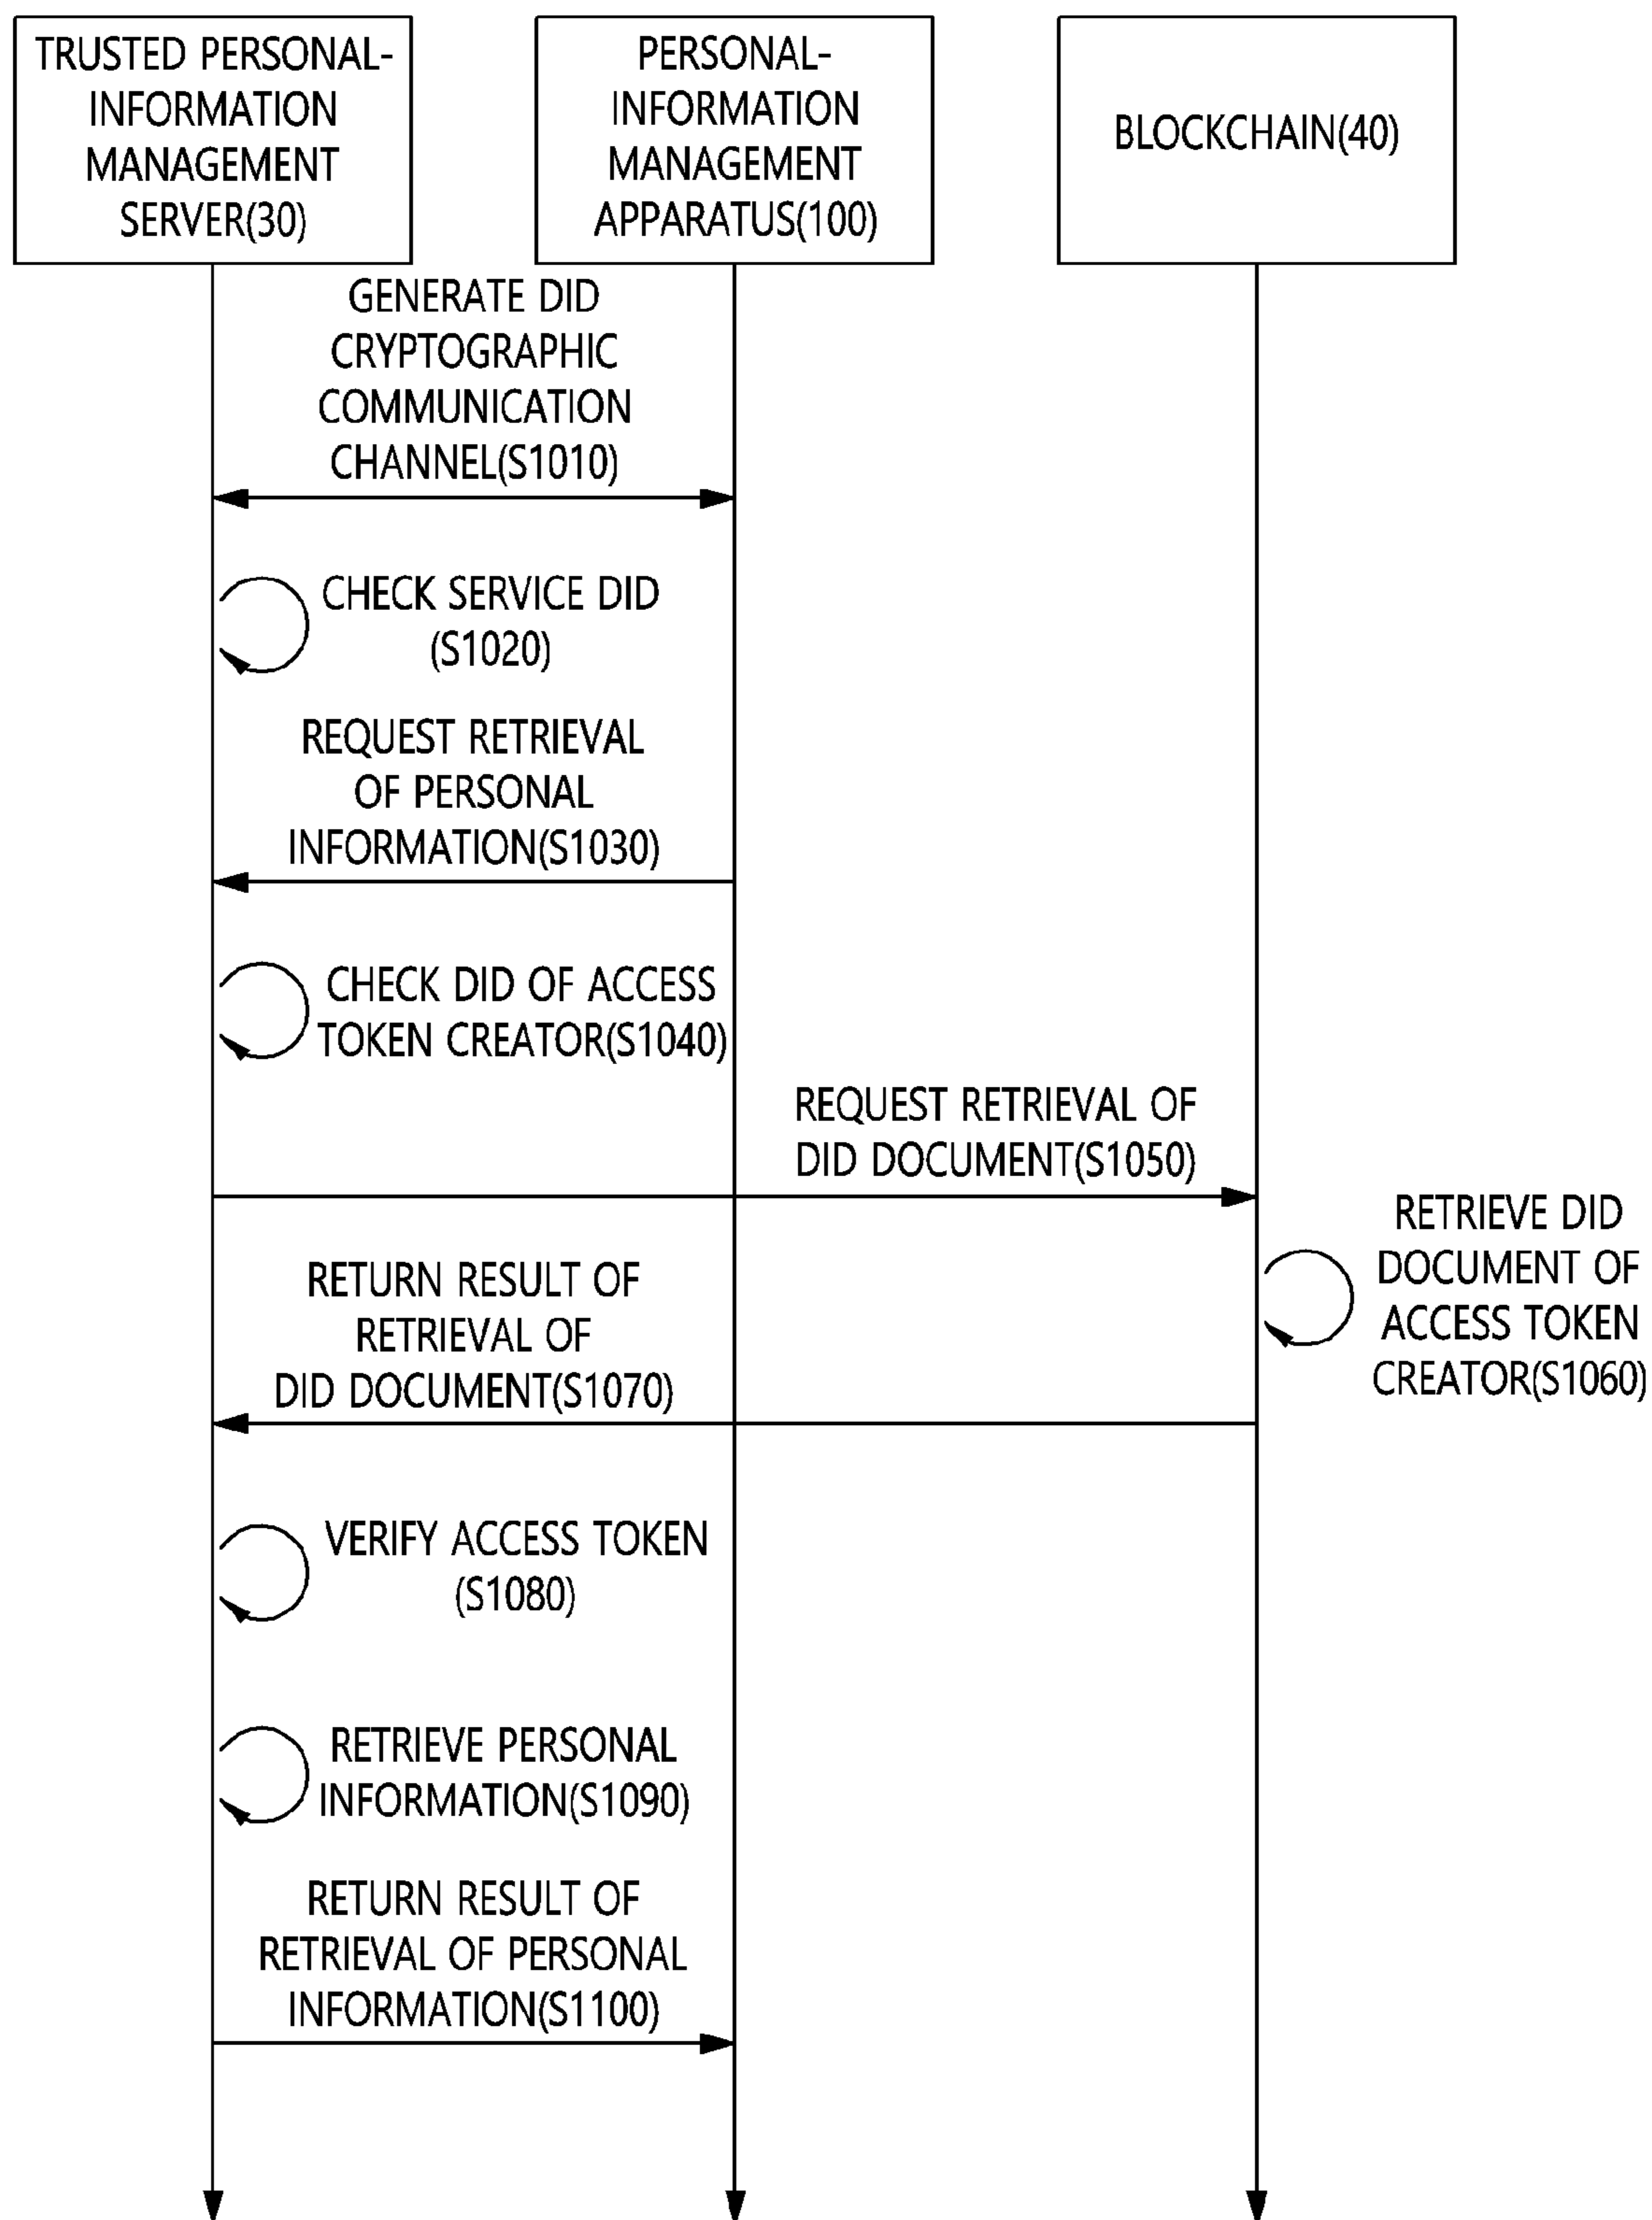 TRUSTED PERSONAL-
INFORMATION
MANAGEMENT
SERVER(30)
PERSONAL-
INFORMATION
MANAGEMENT
APPARATUS(100)
BLOCKCHAIN(40)
GENERATE DID
CRYPTOGRAPHIC
COMMUNICATION
CHANNEL(S1010)
CHECK SERVICE DID
(S1020)
REQUEST RETRIEVAL
OF PERSONAL
INFORMATION(S1030)
CHECK DID OF ACCESS
TOKEN CREATOR(S1040)
REQUEST RETRIEVAL OF
DID DOCUMENT(S1050)
RETRIEVE DID
DOCUMENT OF
ACCESS TOKEN
CREATOR(S1060)
RETURN RESULT OF
RETRIEVAL OF
DID DOCUMENT(S1070)
VERIFY ACCESS TOKEN
(S1080)
RETRIEVE PERSONAL
INFORMATION(S1090)
RETURN RESULT OF
RETRIEVAL OF PERSONAL
INFORMATION(S1100)